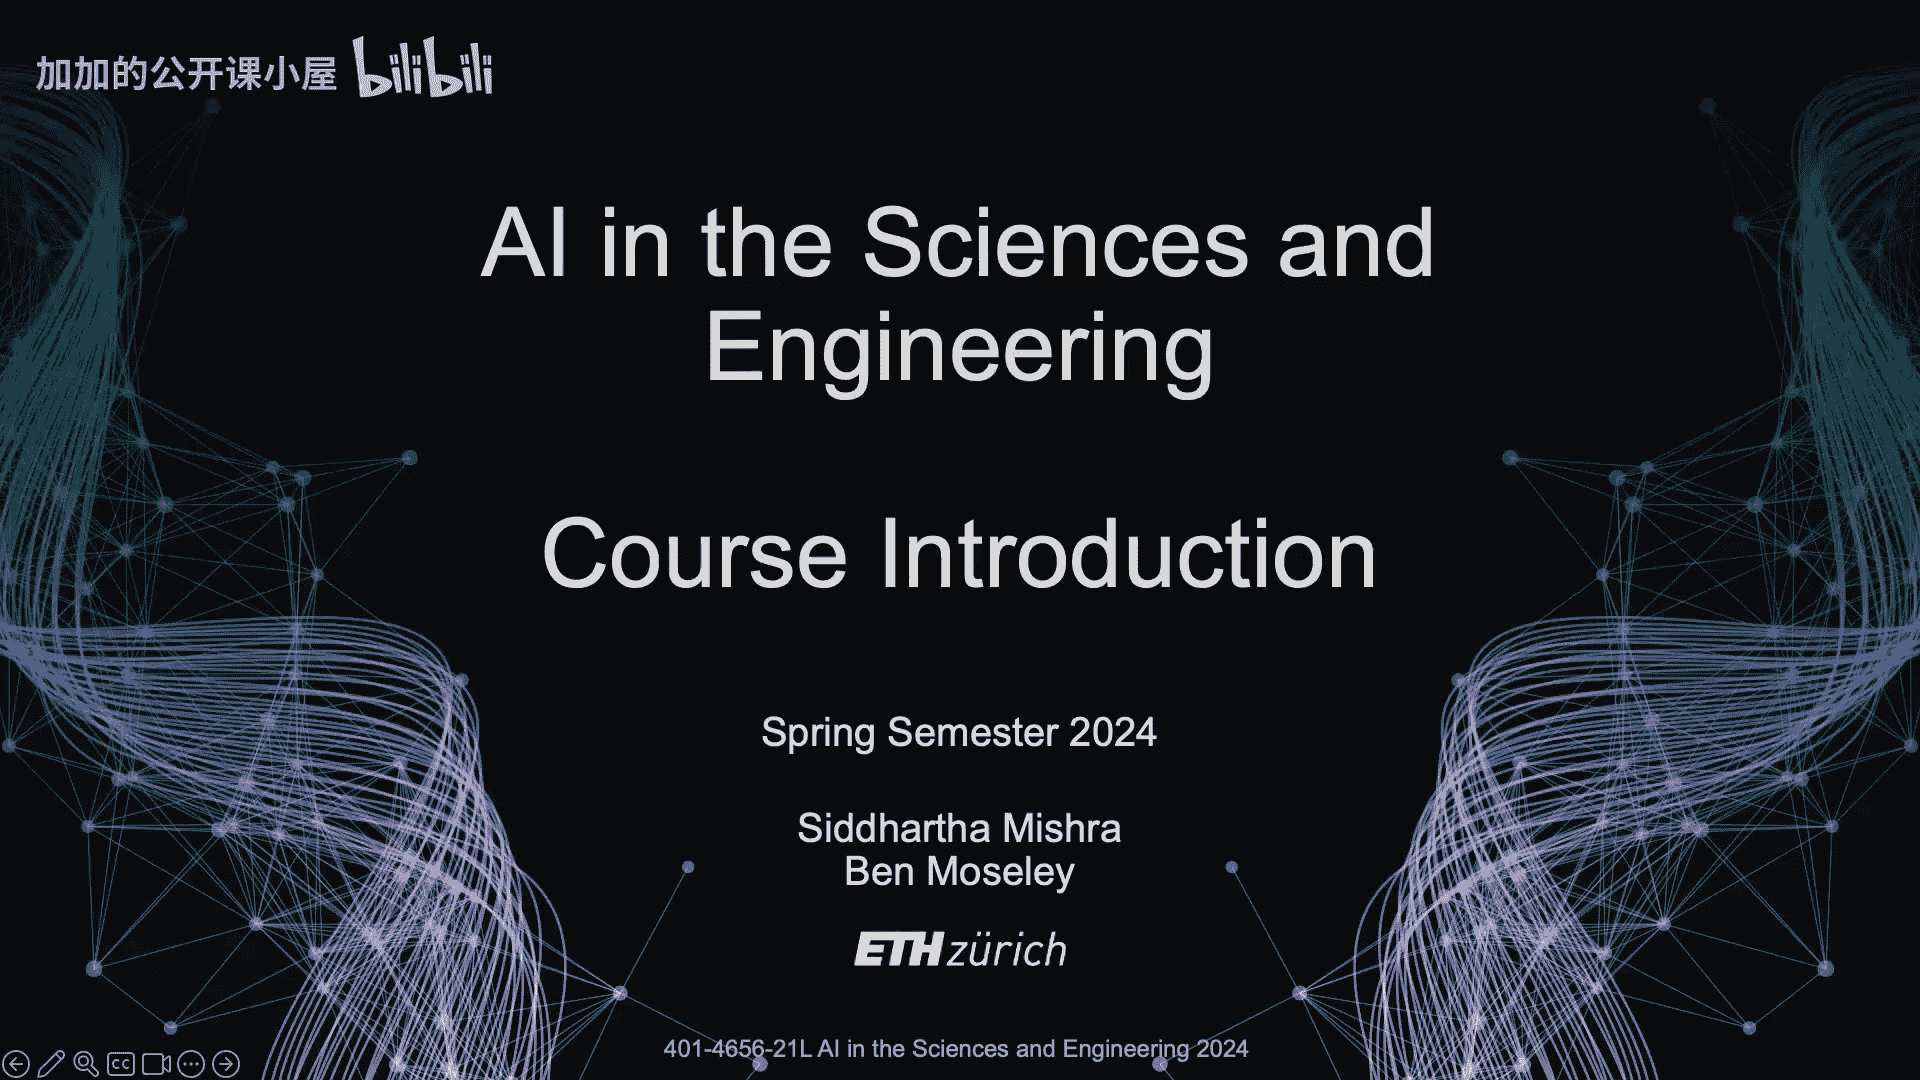 加加的公开课小屋 bilibili
AI in the Sciences and
Engineering
Course Introduction
Spring Semester 2024
Siddhartha Mishra
Ben Moseley
ETH zürich
401-4656-21L AI in the Sciences and Engineering 2024
CC